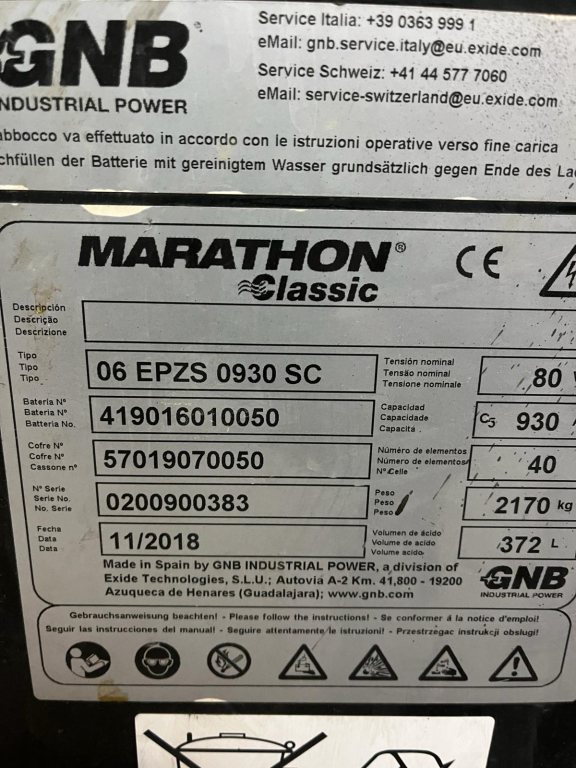 GNB
INDUSTRIAL POWER
Service Italia: +39 0363 999 1
eMail: gnb.service.italy@eu.exide.com
Service Schweiz: +41 44 577 7060
eMail: service-switzerland@eu.exide.com
abbocco va effettuato in accordo con le istruzioni operative verso fine carica
chfüllen der Batterie mit gereinigtem Wasser grundsätzlich gegen Ende des La
MARATHON®
Classic
CE
Descripción
Descrição
Descrizione
Tipo
Tipo
Tipo
06 EPZS 0930 SC
Tensión nominal
Tensão nominal
Tensione nominale
80 V
Bateria Nº
Bateria Nº
Batteria No.
419016010050
Capacidad
Capacidade
Capacità
C5 930
Cofre Nº
Cofre Nº
Cassone nº
57019070050
Número de elementos
Número de elementos
Nº Celle
40
Nº Serie
Serie No.
No. Serie
0200900383
Peso
Peso
Peso
2170 kg
Fecha
Data
Data
11/2018
Volumen de ácido
Volume de acido
Volume acido
372 L
Made in Spain by GNB INDUSTRIAL POWER, a division of
Exide Technologies, S.L.U.; Autovia A-2 Km. 41,800 - 19200
Azuqueca de Henares (Guadalajara); www.gnb.com
GNB
INDUSTRIAL POWER
Gebrauchsanweisung beachten! - Please follow the instructions! - Se conformer á la notice d'emploi!
Seguir las instrucciones del manual! - Seguire attentamente le istruzioni! - Przestrzegac instrukcji obslugi!